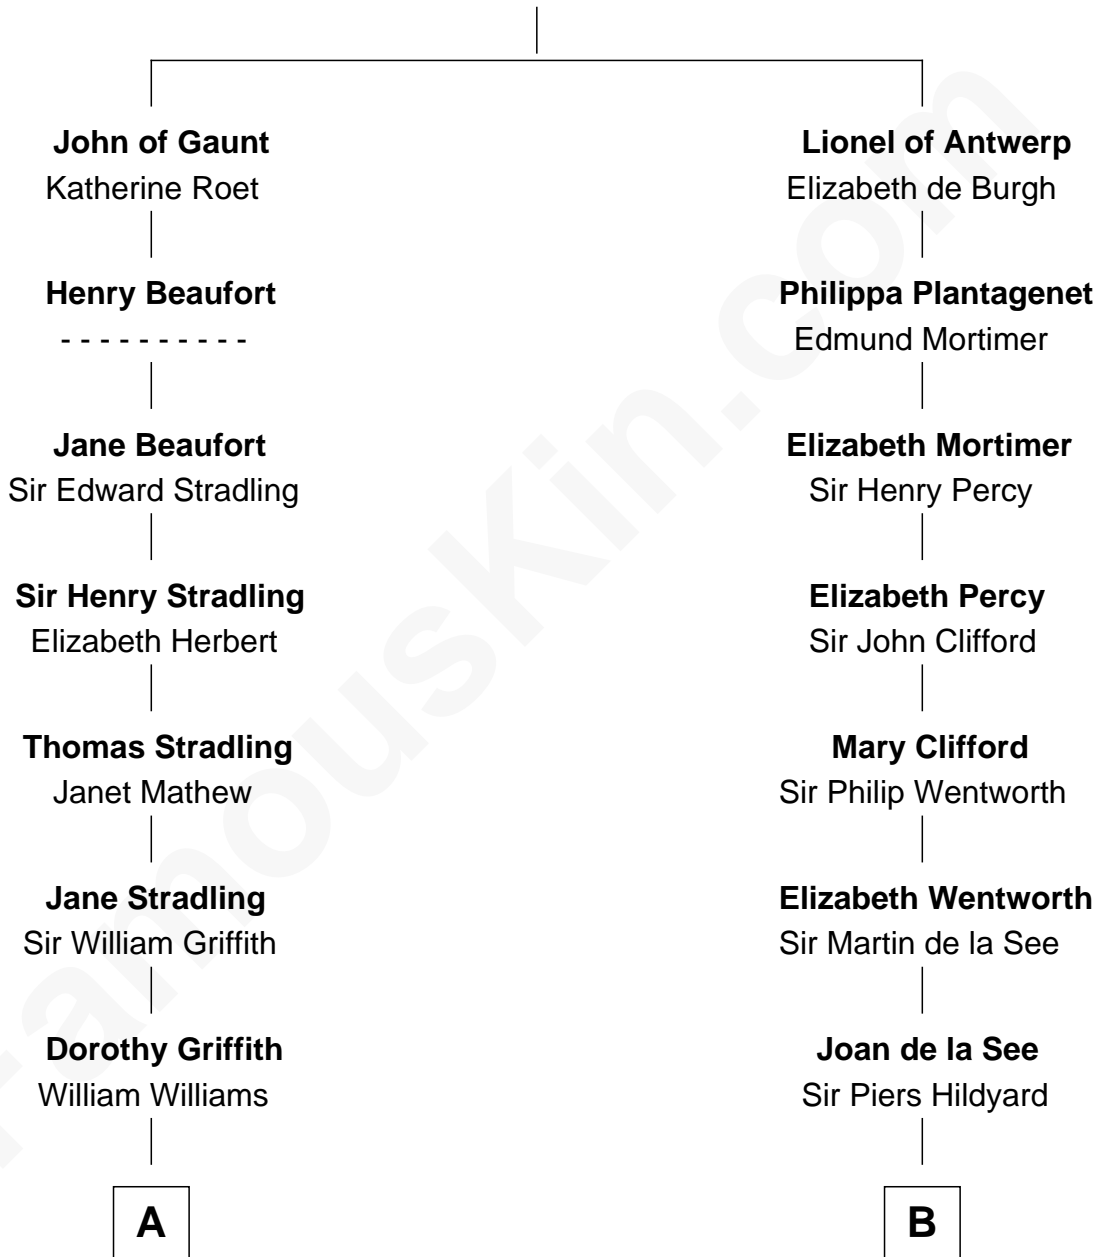 John of Gaunt
Katherine Roet
Henry Beaufort
- - - - - - - - - -
Jane Beaufort
Sir Edward Stradling
Sir Henry Stradling
Elizabeth Herbert
Thomas Stradling
Janet Mathew
Jane Stradling
Sir William Griffith
Dorothy Griffith
William Williams
A
Lionel of Antwerp
Elizabeth de Burgh
Philippa Plantagenet
Edmund Mortimer
Elizabeth Mortimer
Sir Henry Percy
Elizabeth Percy
Sir John Clifford
Mary Clifford
Sir Philip Wentworth
Elizabeth Wentworth
Sir Martin de la See
Joan de la See
Sir Piers Hildyard
B
FamousKin.com